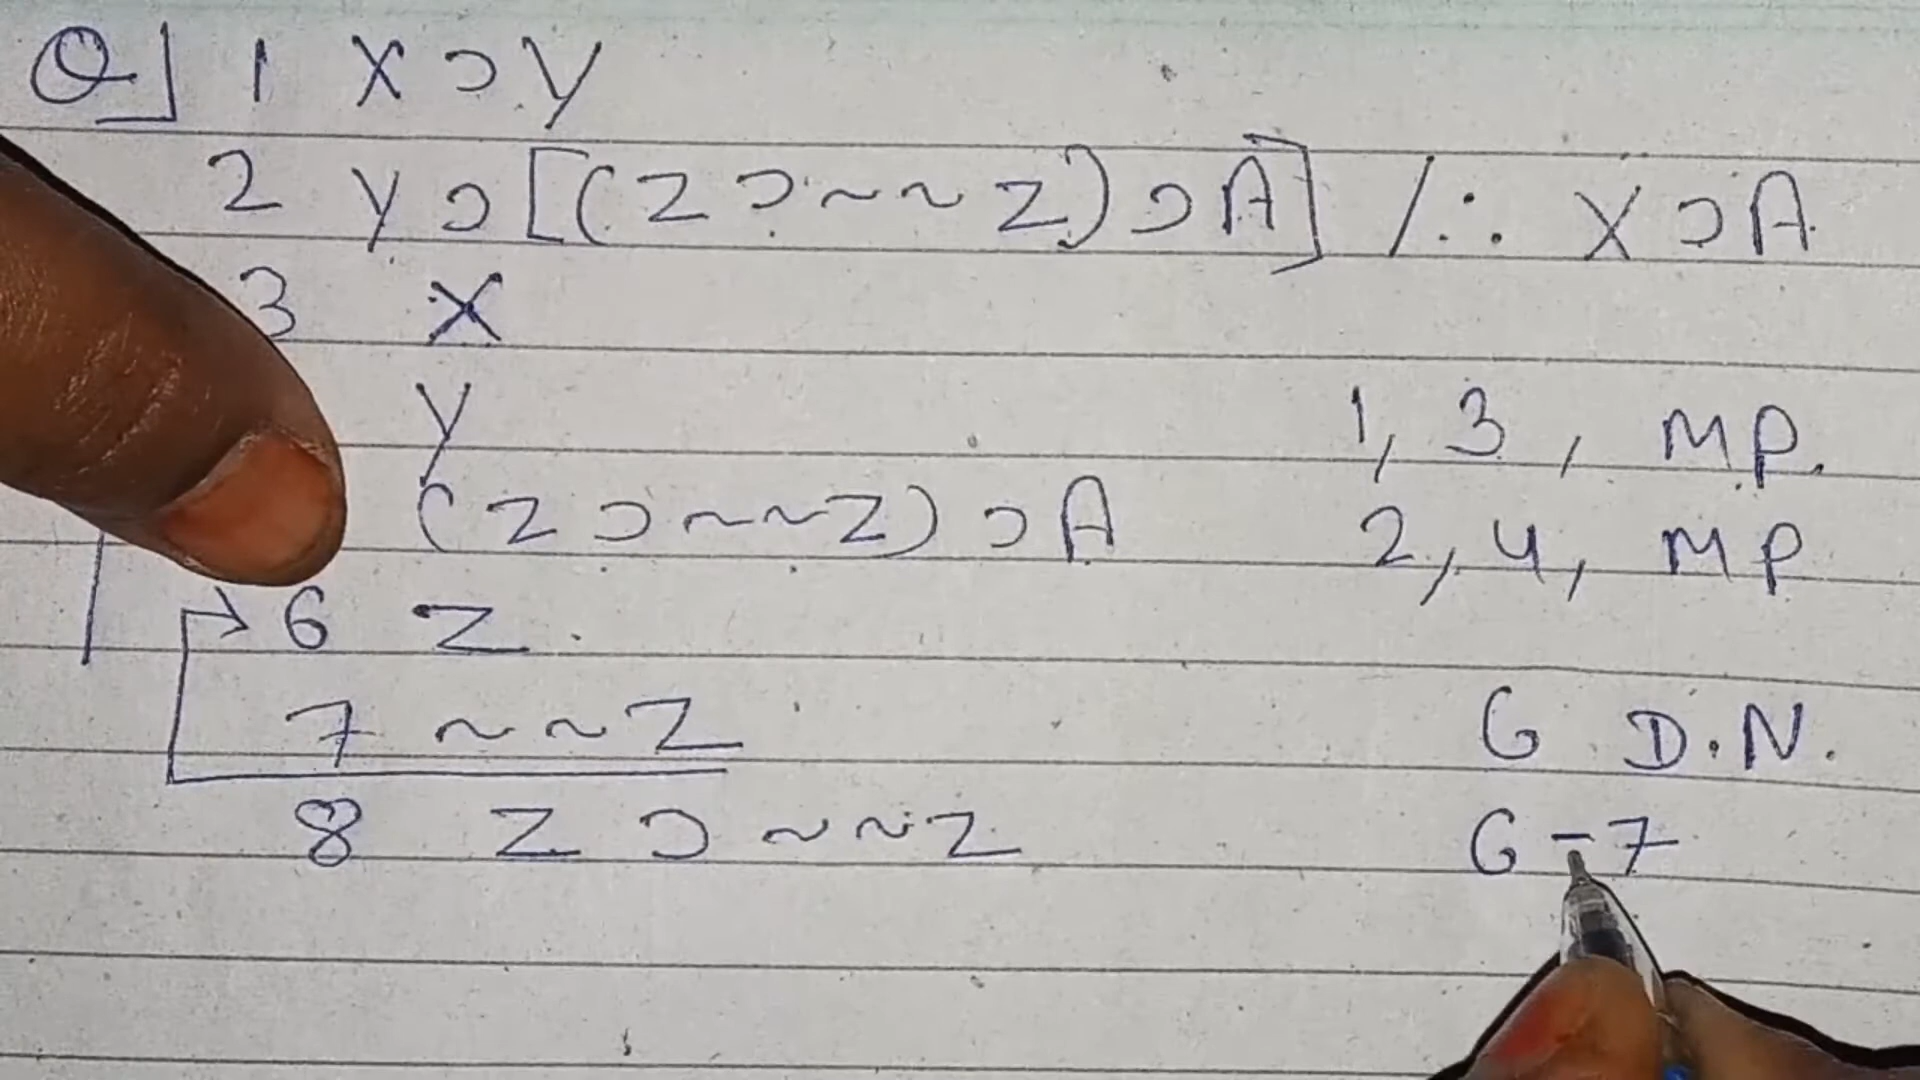 Q] 1 X ⊃ Y
2 Y ⊃ [(Z ⊃ ~ ~ Z) ⊃ A] /∴ X ⊃ A
3 X
Y 1, 3, MP.
(Z ⊃ ~ ~ Z) ⊃ A 2, 4, MP
6 Z
7 ~ ~ Z 6 D.N.
8 Z ⊃ ~ ~ Z 6-7